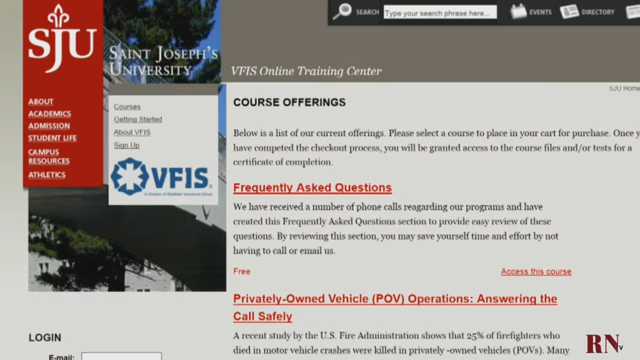 SEARCH
Type your search phrase here...
EVENTS
DIRECTORY
SJU
SAINT JOSEPH'S
UNIVERSITY
VFIS Online Training Center
SJU Home
ABOUT
ACADEMICS
ADMISSION
STUDENT LIFE
CAMPUS
RESOURCES
ATHLETICS
Courses
Getting Started
About VFIS
Sign Up
VFIS
COURSE OFFERINGS
Below is a list of our current offerings. Please select a course to place in your cart for purchase. Once y
have competed the checkout process, you will be granted access to the course files and/or tests for a
certificate of completion.
Frequently Asked Questions
We have received a number of phone calls reagarding our programs and have
created this Frequently Asked Questions section to provide easy review of these
questions. By reviewing this section, you may save yourself time and effort by not
having to call or email us.
Free
Access this course
Privately-Owned Vehicle (POV) Operations: Answering the
Call Safely
A recent study by the U.S. Fire Administration shows that 25% of firefighters who
died in motor vehicle crashes were killed in privately -owned vehicles (POVs). Many
LOGIN
E-mail:
RN